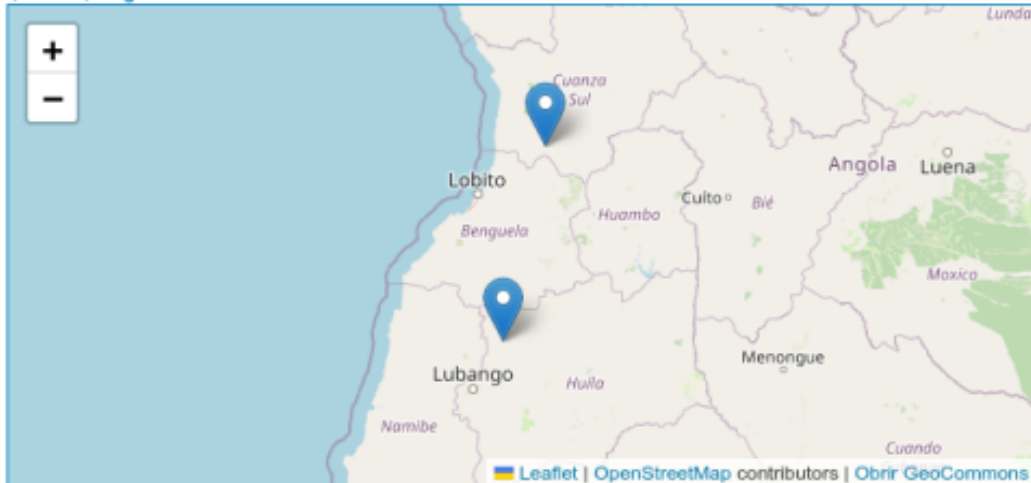 +
−
Lunda
Cuanza
Sul
Angola
Luena
Lobito
Cuíto
Bié
Huambo
Benguela
Moxico
Menongue
Lubango
Huíla
Namibe
Cuando
Leaflet | OpenStreetMap contributors | Obrir GeoCommons